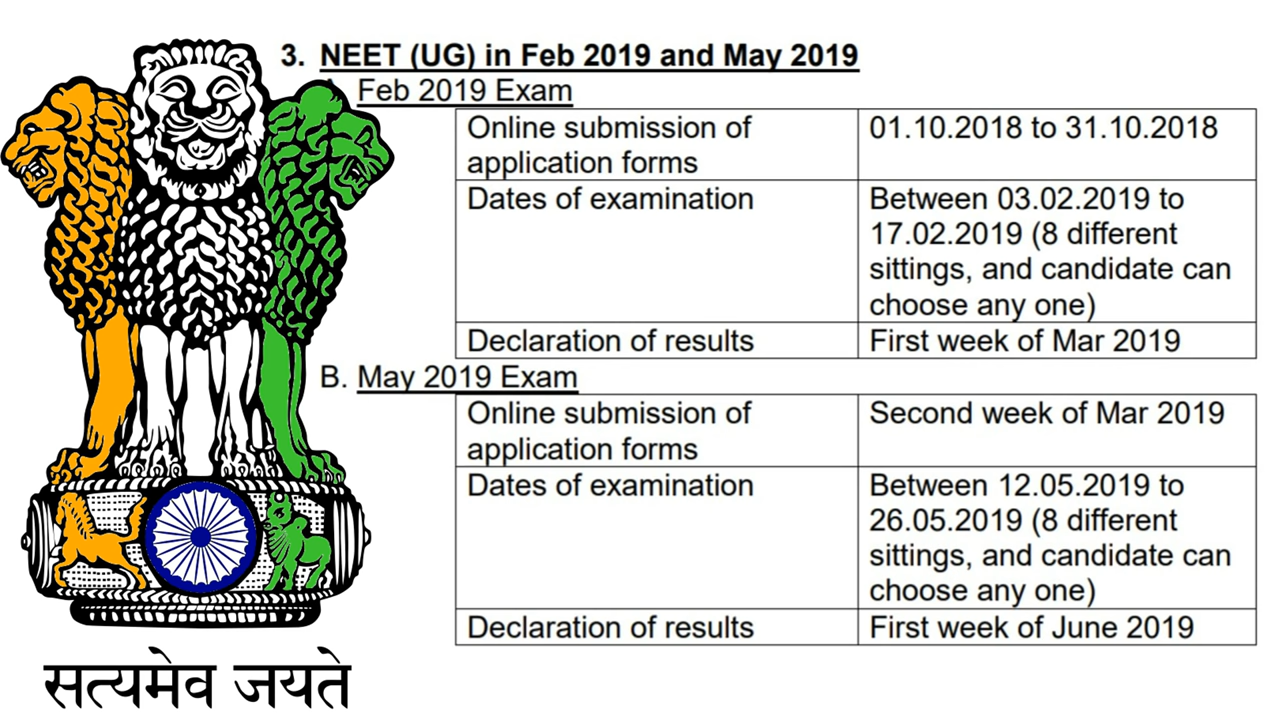 3. NEET (UG) in Feb 2019 and May 2019
Feb 2019 Exam
Online submission of application forms
01.10.2018 to 31.10.2018
Dates of examination
Between 03.02.2019 to
17.02.2019 (8 different
sittings, and candidate can
choose any one)
Declaration of results
First week of Mar 2019
B. May 2019 Exam
Online submission of
application forms
Second week of Mar 2019
Dates of examination
Between 12.05.2019 to
26.05.2019 (8 different
sittings, and candidate can
choose any one)
Declaration of results
First week of June 2019
सत्यमेव जयते